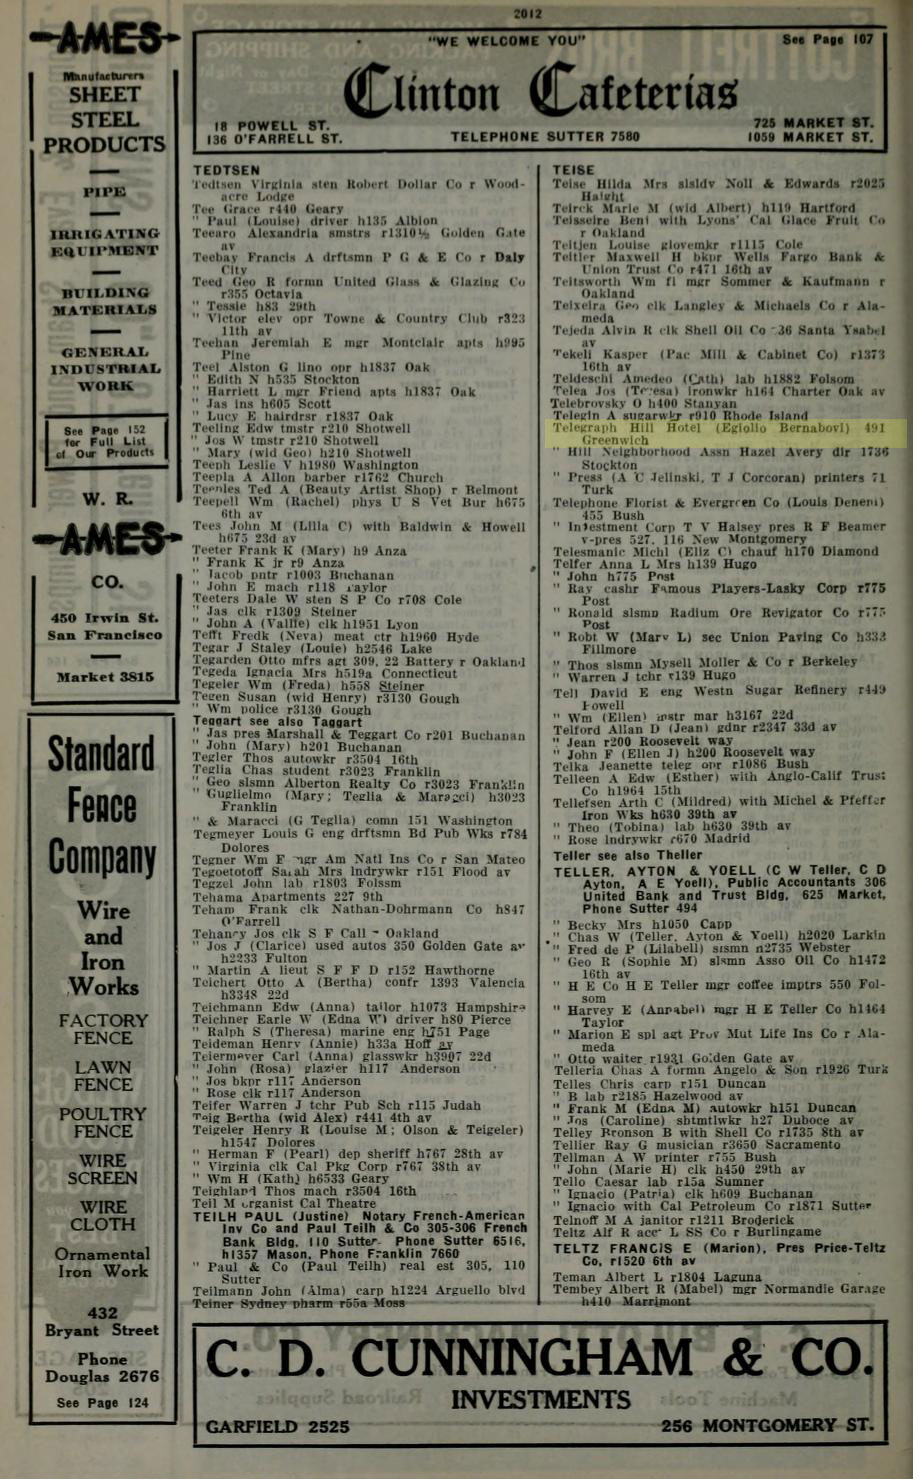 2012
AMES
Manufacturers
SHEET
STEEL
PRODUCTS
PIPE
IRRIGATING
EQUIPMENT
BUILDING
MATERIALS
GENERAL
INDUSTRIAL
WORK
See Page 152
for Full List
of Our Products
W. R.
AMES
CO.
450 Irwin St.
San Francisco
Market 3815
Standard
Fence
Company
Wire
and
Iron
Works
FACTORY
FENCE
LAWN
FENCE
POULTRY
FENCE
WIRE
SCREEN
WIRE
CLOTH
Ornamental
Iron Work
432
Bryant Street
Phone
Douglas 2676
See Page 124
"WE WELCOME YOU"
See Page 107
Clinton Cafeterias
18 POWELL ST.
136 O'FARRELL ST.
TELEPHONE SUTTER 7580
725 MARKET ST.
1059 MARKET ST.
TEDTSEN
Tedtsen Virginia sten Robert Dollar Co r Wood-
acre Lodge
Tee Grace r440 Geary
" Paul (Louise) driver h135 Albion
Teearo Alexandria smstrs r1310½ Golden Gate
av
Teebay Francis A drftsmn P G & E Co r Daly
City
Teed Geo R formn United Glass & Glazing Co
r355 Octavia
" Tessie h83 29th
" Victor elev opr Towne & Country Club r323
11th av
Teehan Jeremiah E mgr Montclair apts h995
Pine
Teel Alston G lino opr h1837 Oak
" Edith N h535 Stockton
" Harriett L mgr Friend apts h1837 Oak
" Jas ins h605 Scott
" Lucy E hairdrsr r1837 Oak
Teeling Edw tmstr r210 Shotwell
" Jos W tmstr r210 Shotwell
" Mary (wid Geo) h210 Shotwell
Teeph Leslie V h1980 Washington
Teepla A Allon barber r1762 Church
Teeples Ted A (Beauty Artist Shop) r Belmont
Teepell Wm (Rachel) phys U S Vet Bur h675
6th av
Tees John M (Lilla C) with Baldwin & Howell
h675 23d av
Teeter Frank K (Mary) h9 Anza
" Frank K jr r9 Anza
" Jacob pntr r1003 Buchanan
" John E mach r118 Taylor
Teeters Dale W sten S P Co r708 Cole
" Jas clk r1309 Steiner
" John A (Vallie) clk h1951 Lyon
Tefft Fredk (Neva) meat ctr h1960 Hyde
Tegar J Staley (Louie) h2546 Lake
Tegarden Otto mfrs agt 309, 22 Battery r Oakland
Tegeda Ignacia Mrs h519a Connecticut
Tegeler Wm (Freda) h558 Steiner
Tegen Susan (wid Henry) r3130 Gough
" Wm police r3130 Gough
Teggart see also Taggart
" Jas pres Marshall & Teggart Co r201 Buchanan
" John (Mary) h201 Buchanan
Tegler Thos autowkr r3504 16th
Teglia Chas student r3023 Franklin
" Geo slsmn Alberton Realty Co r3023 Franklin
" Guglielmo (Mary; Teglia & Maracci) h3023
Franklin
" & Maracci (G Teglia) comn 151 Washington
Tegmeyer Louis G eng drftsmn Bd Pub Wks r784
Dolores
Tegner Wm F mgr Am Natl Ins Co r San Mateo
Tegoetotoff Sarah Mrs lndrywkr r151 Flood av
Tegzel John lab r1803 Folssm
Tehama Apartments 227 9th
Teham Frank clk Nathan-Dohrmann Co h847
O'Farrell
Tehaney Jos clk S F Call r Oakland
" Jos J (Clarice) used autos 350 Golden Gate av
h2233 Fulton
" Martin A lieut S F F D r152 Hawthorne
Teichert Otto A (Bertha) confr 1393 Valencia
h3348 22d
Teichmann Edw (Anna) tailor h1073 Hampshire
Teichner Earle W (Edna W) driver h80 Pierce
" Ralph S (Theresa) marine eng h751 Page
Teideman Henry (Annie) h33a Hoff av
Teiermeyer Carl (Anna) glasswkr h3907 22d
" John (Rosa) glazier h117 Anderson
" Jos bkpr r117 Anderson
" Rose clk r117 Anderson
Teifer Warren J tchr Pub Sch r115 Judah
Teig Bertha (wid Alex) r441 4th av
Teigeler Henry R (Louise M; Olson & Teigeler)
h1547 Dolores
" Herman F (Pearl) dep sheriff h767 28th av
" Virginia clk Cal Pkg Corp r767 38th av
" Wm H (Kath) h6533 Geary
Teighland Thos mach r3504 16th
Teil M organist Cal Theatre
TEILH PAUL (Justine) Notary French-American
Inv Co and Paul Teilh & Co 305-306 French
Bank Bldg, 110 Sutter Phone Sutter 6516,
h1357 Mason, Phone Franklin 7660
" Paul & Co (Paul Teilh) real est 305, 110
Sutter
Teilmann John (Alma) carp h1224 Arguello blvd
Teiner Sydney pharm r55a Moss
TEISE
Teise Hilda Mrs slsldv Noll & Edwards r2025
Haight
Teirck Marie M (wid Albert) h119 Hartford
Teisseire Beni with Lyons' Cal Glace Fruit Co
r Oakland
Teitjen Louise glovemkr r1115 Cole
Teitler Maxwell H bkpr Wells Fargo Bank &
Union Trust Co r471 16th av
Teitsworth Wm fl mgr Sommer & Kaufmann r
Oakland
Teixeira Geo clk Langley & Michaels Co r Ala-
meda
Tejeda Alvin R clk Shell Oil Co 36 Santa Ysabel
av
Tekeli Kasper (Pac Mill & Cabinet Co) r1373
16th av
Teldeschi Amedeo (Cath) lab h1882 Folsom
Telea Jos (Teresa) ironwkr h164 Charter Oak av
Telebrovsky O h400 Stanyan
Telegin A sugarwkr r910 Rhode Island
Telegraph Hill Hotel (Egiollo Bernabovi) 491
Greenwich
" Hill Neighborhood Assn Hazel Avery dir 1736
Stockton
" Press (A C Jelinski, T J Corcoran) printers 71
Turk
Telephone Florist & Evergreen Co (Louis Deneni)
455 Bush
" Investment Corp T V Halsey pres R F Beamer
v-pres 527, 116 New Montgomery
Telesmanic Michl (Eliz C) chauf h170 Diamond
Telfer Anna L Mrs h139 Hugo
" John h775 Post
" Ray cashr Famous Players-Lasky Corp r775
Post
" Ronald slsmn Radium Ore Revigator Co r775
Post
" Robt W (Mary L) sec Union Paving Co h333
Fillmore
" Thos slsmn Mysell Moller & Co r Berkeley
" Warren J tchr r139 Hugo
Tell David E eng Westn Sugar Refinery r449
Powell
" Wm (Ellen) mstr mar h3167 22d
Telford Allan D (Jean) gdnr r2347 33d av
" Jean r200 Roosevelt way
" John F (Ellen J) h200 Roosevelt way
Telka Jeanette teleg opr r1086 Bush
Telleen A Edw (Esther) with Anglo-Calif Trust
Co h1964 15th
Tellefsen Arth C (Mildred) with Michel & Pfeffer
Iron Wks h630 39th av
" Theo (Tobina) lab h630 39th av
" Rose lndrywkr r670 Madrid
Teller see also Theller
TELLER, AYTON & YOELL (C W Teller, C D
Ayton, A E Yoell), Public Accountants 306
United Bank and Trust Bldg, 625 Market,
Phone Sutter 494
" Becky Mrs h1050 Capp
" Chas W (Teller, Ayton & Yoell) h2020 Larkin
" Fred de P (Lilabell) slsmn h2735 Webster
" Geo R (Sophie M) slsmn Asso Oil Co h1472
16th av
" H E Co H E Teller mgr coffee impts 550 Fol-
som
" Harvey E (Annabell) mgr H E Teller Co h1464
Taylor
" Marion E spl agt Prov Mut Life Ins Co r Ala-
meda
" Otto waiter r1931 Golden Gate av
Telleria Chas A formn Angelo & Son r1926 Turk
Telles Chris carp r151 Duncan
" B lab r2185 Hazelwood av
" Frank M (Edna M) autowkr h151 Duncan
" Jos (Caroline) shtmtlwkr h27 Duboce av
Telley Bronson B with Shell Co r1735 8th av
Tellier Ray G musician r3650 Sacramento
Tellman A W printer r755 Bush
" John (Marie H) clk h450 29th av
Tello Caesar lab r15a Sumner
" Ignacio (Patria) clk h609 Buchanan
" Ignacio with Cal Petroleum Co r1871 Sutter
Telnoff M A janitor r1211 Broderick
Teltz Alf R acct L SS Co r Burlingame
TELTZ FRANCIS E (Marion), Pres Price-Teltz
Co, r1520 6th av
Teman Albert L r1804 Laguna
Tembey Albert R (Mabel) mgr Normandie Garage
h410 Marrimont
C. D. CUNNINGHAM & CO.
INVESTMENTS
GARFIELD 2525
256 MONTGOMERY ST.